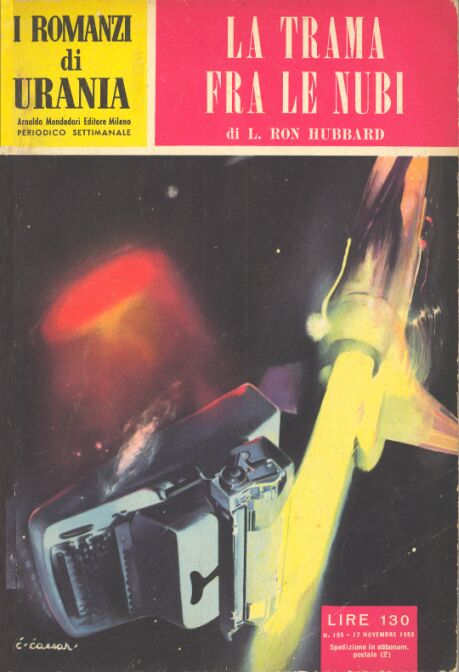 I ROMANZI
di
URANIA
Arnoldo Mondadori Editore Milano
PERIODICO SETTIMANALE
LA TRAMA
FRA LE NUBI
di L. RON HUBBARD
LIRE 130
N. 105 - 17 NOVEMBRE 1955
Spedizione in abbonam.
postale (2)
C. Caesar.